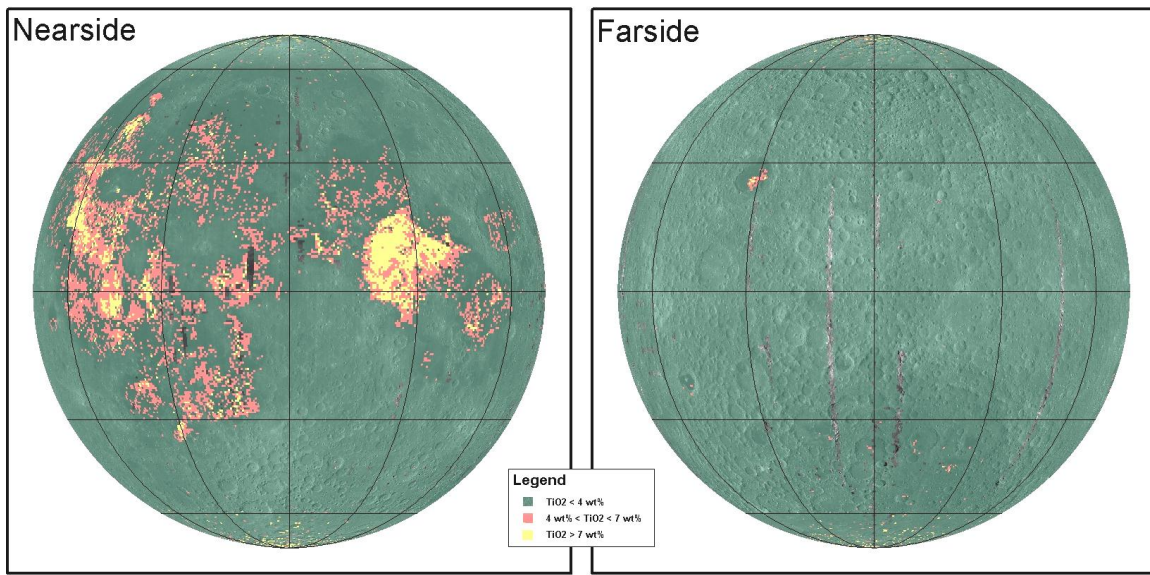 Nearside
Farside
Legend
TiO2 < 4 wt%
4 wt% < TiO2 < 7 wt%
TiO2 > 7 wt%